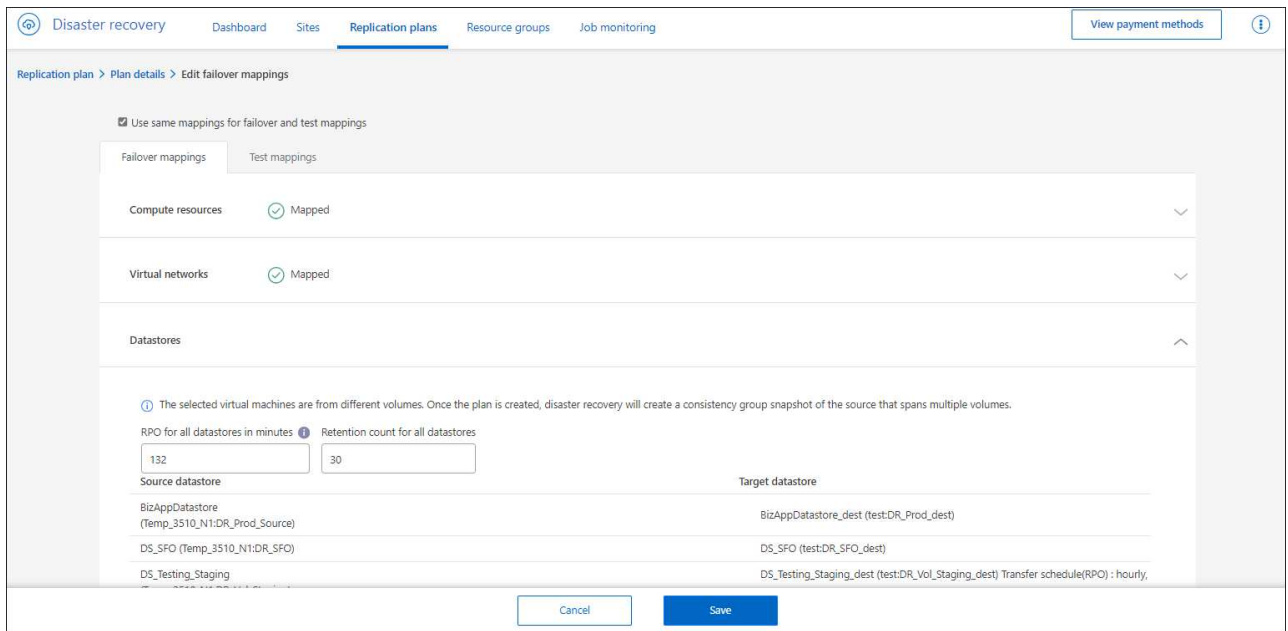 Disaster recovery
Dashboard
Sites
Replication plans
Resource groups
Job monitoring
View payment methods
Replication plan > Plan details > Edit failover mappings
Use same mappings for failover and test mappings
Failover mappings
Test mappings
Compute resources
Mapped
Virtual networks
Mapped
Datastores
The selected virtual machines are from different volumes. Once the plan is created, disaster recovery will create a consistency group snapshot of the source that spans multiple volumes.
RPO for all datastores in minutes
Retention count for all datastores
132
30
Source datastore
Target datastore
BizAppDatastore
(Temp_3510_N1:DR_Prod_Source)
BizAppDatastore_dest (test:DR_Prod_dest)
DS_SFO (Temp_3510_N1:DR_SFO)
DS_SFO (test:DR_SFO_dest)
DS_Testing_Staging
DS_Testing_Staging_dest (test:DR_Vol_Staging_dest) Transfer schedule(RPO) : hourly,
Cancel
Save